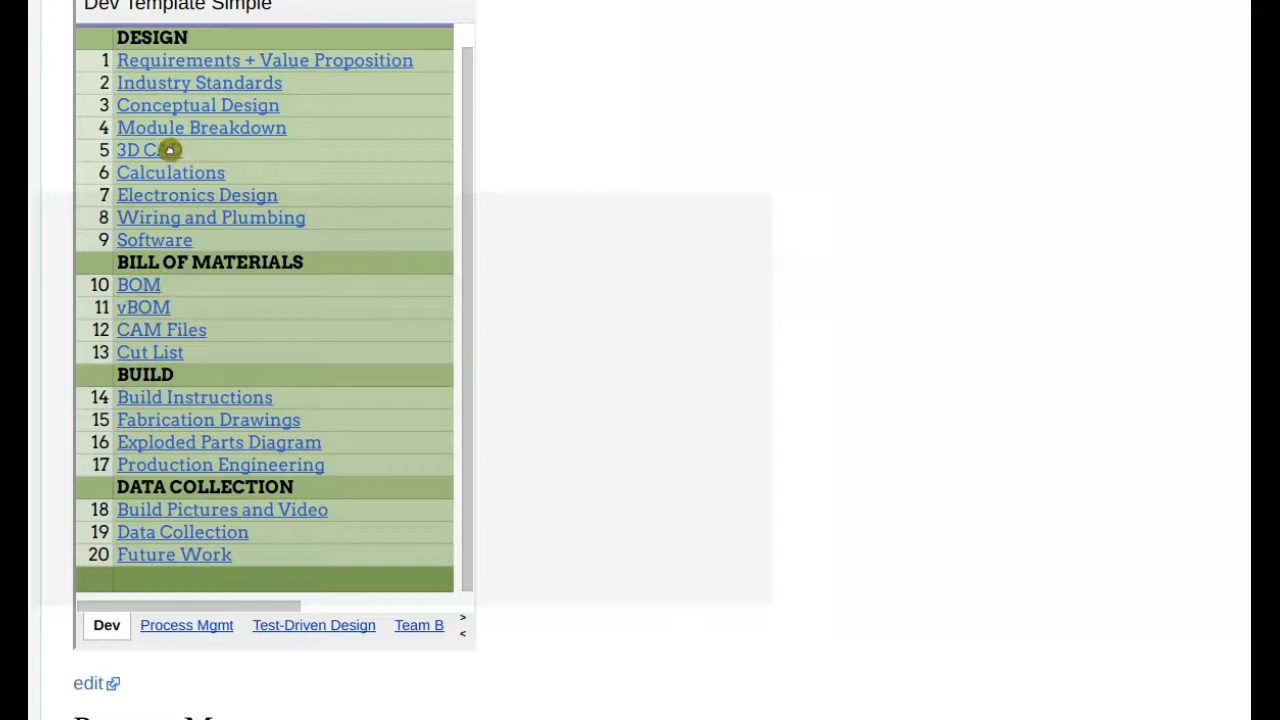 Dev Template Simple
DESIGN
1 Requirements + Value Proposition
2 Industry Standards
3 Conceptual Design
4 Module Breakdown
5 3D CAD
6 Calculations
7 Electronics Design
8 Wiring and Plumbing
9 Software
BILL OF MATERIALS
10 BOM
11 vBOM
12 CAM Files
13 Cut List
BUILD
14 Build Instructions
15 Fabrication Drawings
16 Exploded Parts Diagram
17 Production Engineering
DATA COLLECTION
18 Build Pictures and Video
19 Data Collection
20 Future Work
Dev Process Mgmt Test-Driven Design Team B >
<
edit